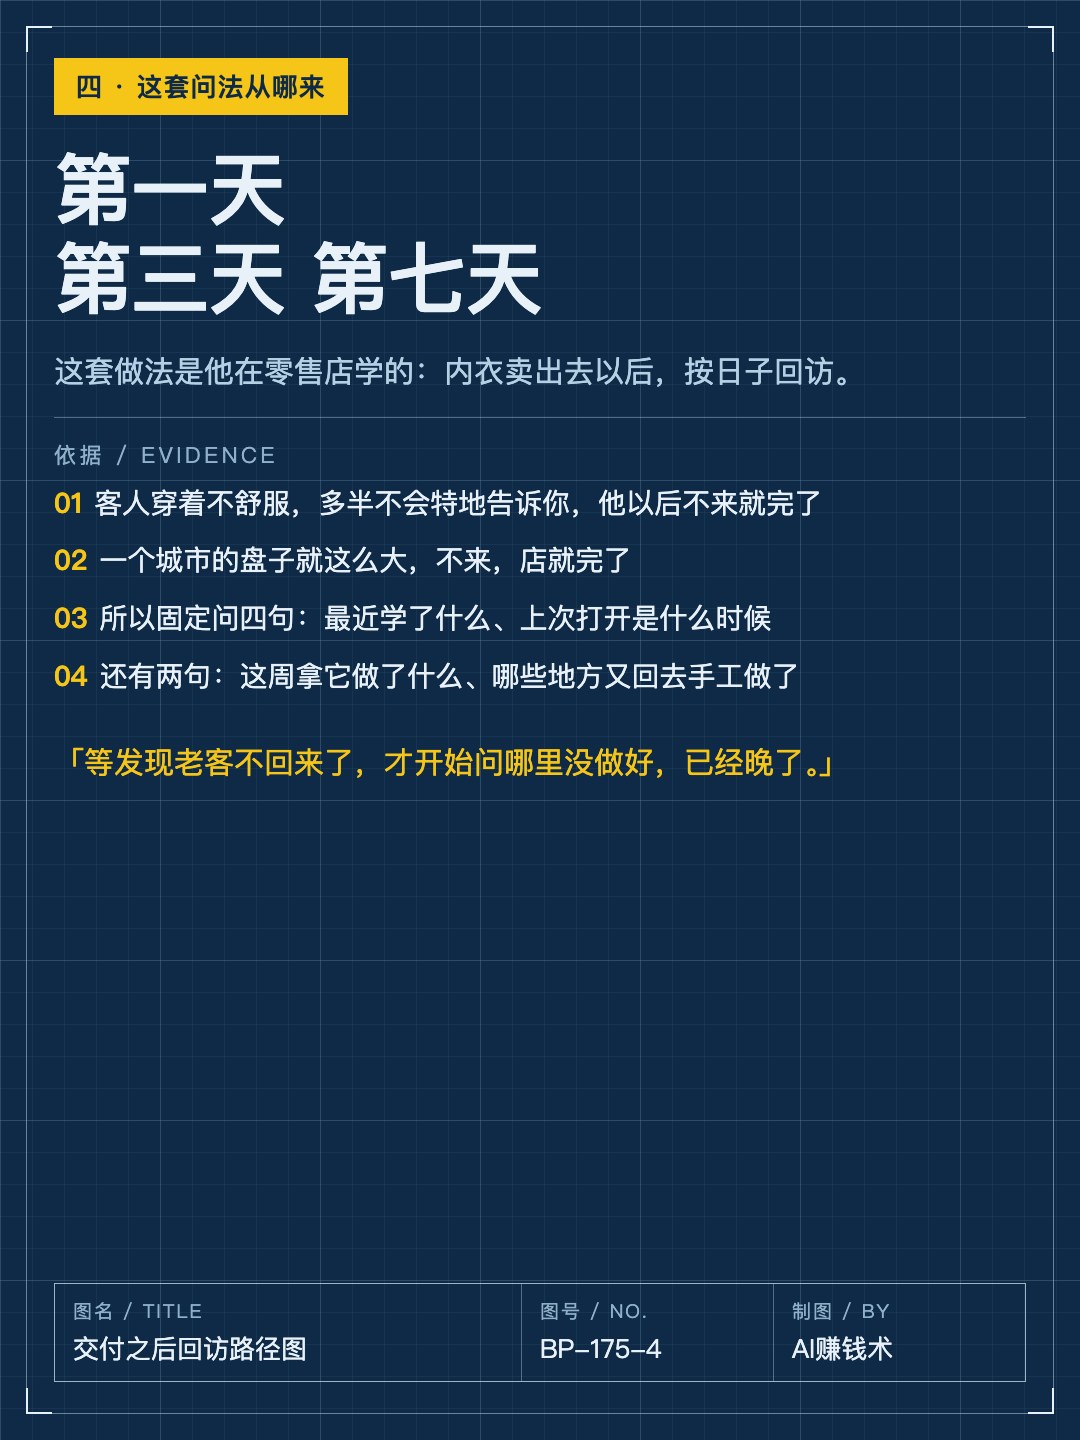 四 · 这套问法从哪来
第一天
第三天 第七天
这套做法是他在零售店学的：内衣卖出去以后，按日子回访。
依据 / EVIDENCE
01 客人穿着不舒服，多半不会特地告诉你，他以后不来就完了
02 一个城市的盘子就这么大，不来，店就完了
03 所以固定问四句：最近学了什么、上次打开是什么时候
04 还有两句：这周拿它做了什么、哪些地方又回去手工做了
「等发现老客不回来了，才开始问哪里没做好，已经晚了。」
图名 / TITLE
交付之后回访路径图
图号 / NO.
BP-175-4
制图 / BY
AI赚钱术